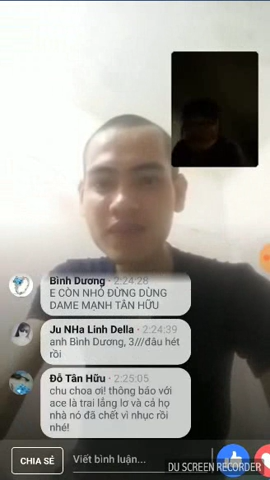 Bình Dương · 2:24:28
E CÒN NHỎ ĐỪNG DÙNG
DAME MẠNH TÂN HỮU
Ju NHa Linh Della · 2:24:39
anh Bình Dương, 3///đâu hét
rồi
Đỗ Tân Hữu · 2:25:05
chu choa ơi! thông báo với
ace là trai lẳng lơ và cả họ
nhà nó đã chết vì nhục rồi
nhé!
CHIA SẺ
Viết bình luận...
DU SCREEN RECORDER